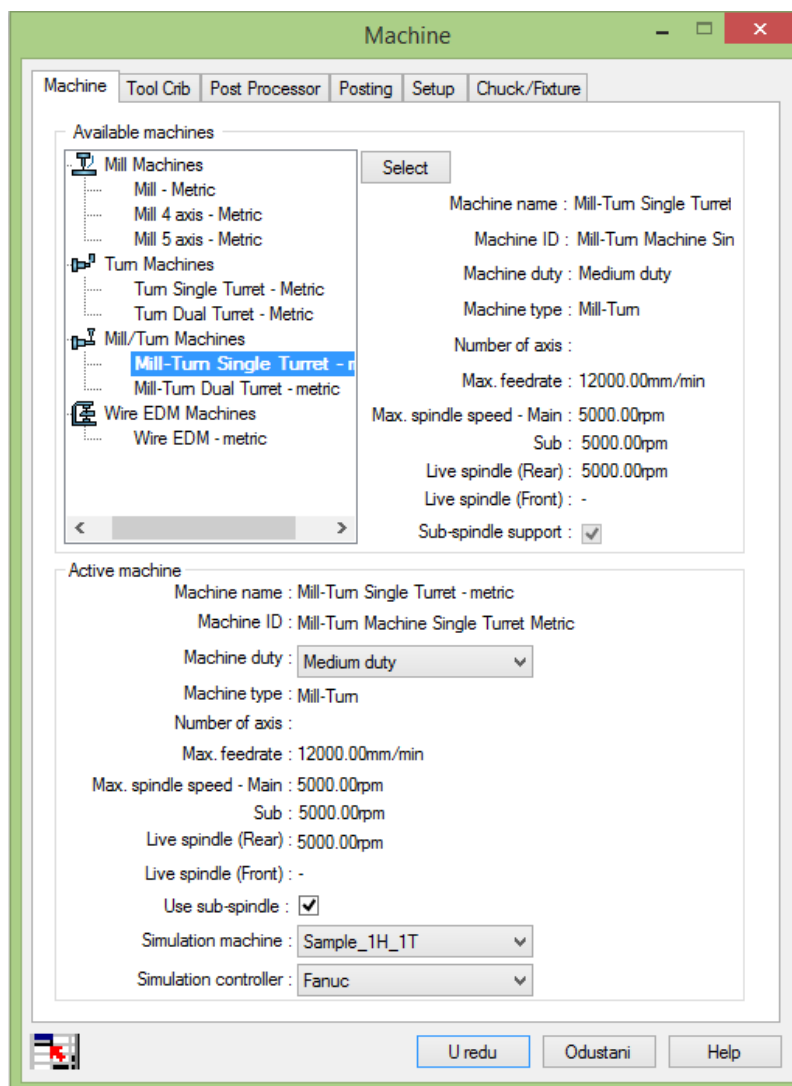 Machine
Machine Tool Crib Post Processor Posting Setup Chuck/Fixture
Available machines
Mill Machines
Mill - Metric
Mill 4 axis - Metric
Mill 5 axis - Metric
Turn Machines
Turn Single Turret - Metric
Turn Dual Turret - Metric
Mill/Turn Machines
Mill-Turn Single Turret - m
Mill-Turn Dual Turret - metric
Wire EDM Machines
Wire EDM - metric
Select
Machine name : Mill-Turn Single Turret
Machine ID : Mill-Turn Machine Sin
Machine duty : Medium duty
Machine type : Mill-Turn
Number of axis :
Max. feedrate : 12000.00mm/min
Max. spindle speed - Main : 5000.00rpm
Sub : 5000.00rpm
Live spindle (Rear) : 5000.00rpm
Live spindle (Front) : -
Sub-spindle support :
Active machine
Machine name : Mill-Turn Single Turret - metric
Machine ID : Mill-Turn Machine Single Turret Metric
Machine duty : Medium duty
Machine type : Mill-Turn
Number of axis :
Max. feedrate : 12000.00mm/min
Max. spindle speed - Main : 5000.00rpm
Sub : 5000.00rpm
Live spindle (Rear) : 5000.00rpm
Live spindle (Front) : -
Use sub-spindle :
Simulation machine : Sample_1H_1T
Simulation controller : Fanuc
U redu Odustani Help